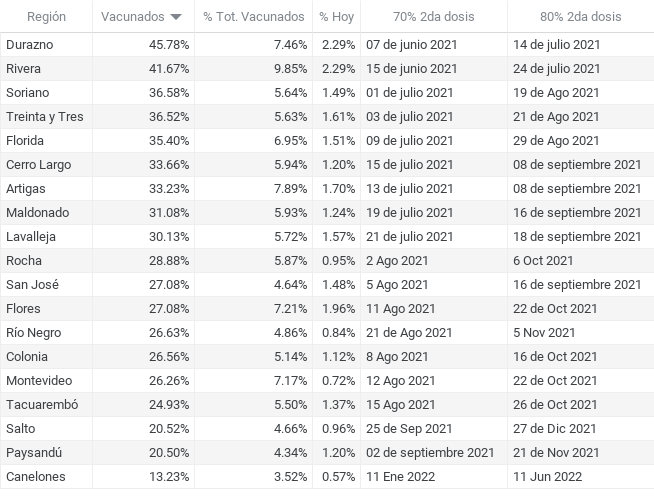 Región Vacunados % Tot. Vacunados % Hoy 70% 2da dosis 80% 2da dosis
Durazno 45.78% 7.46% 2.29% 07 de junio 2021 14 de julio 2021
Rivera 41.67% 9.85% 2.29% 15 de junio 2021 24 de julio 2021
Soriano 36.58% 5.64% 1.49% 01 de julio 2021 19 de Ago 2021
Treinta y Tres 36.52% 5.63% 1.61% 03 de julio 2021 21 de Ago 2021
Florida 35.40% 6.95% 1.51% 09 de julio 2021 29 de Ago 2021
Cerro Largo 33.66% 5.94% 1.20% 15 de julio 2021 08 de septiembre 2021
Artigas 33.23% 7.89% 1.70% 13 de julio 2021 08 de septiembre 2021
Maldonado 31.08% 5.93% 1.24% 19 de julio 2021 16 de septiembre 2021
Lavalleja 30.13% 5.72% 1.57% 21 de julio 2021 18 de septiembre 2021
Rocha 28.88% 5.87% 0.95% 2 Ago 2021 6 Oct 2021
San José 27.08% 4.64% 1.48% 5 Ago 2021 16 de septiembre 2021
Flores 27.08% 7.21% 1.96% 11 Ago 2021 22 de Oct 2021
Río Negro 26.63% 4.86% 0.84% 21 de Ago 2021 5 Nov 2021
Colonia 26.56% 5.14% 1.12% 8 Ago 2021 16 de Oct 2021
Montevideo 26.26% 7.17% 0.72% 12 Ago 2021 22 de Oct 2021
Tacuarembó 24.93% 5.50% 1.37% 15 Ago 2021 26 de Oct 2021
Salto 20.52% 4.66% 0.96% 25 de Sep 2021 27 de Dic 2021
Paysandú 20.50% 4.34% 1.20% 02 de septiembre 2021 21 de Nov 2021
Canelones 13.23% 3.52% 0.57% 11 Ene 2022 11 Jun 2022